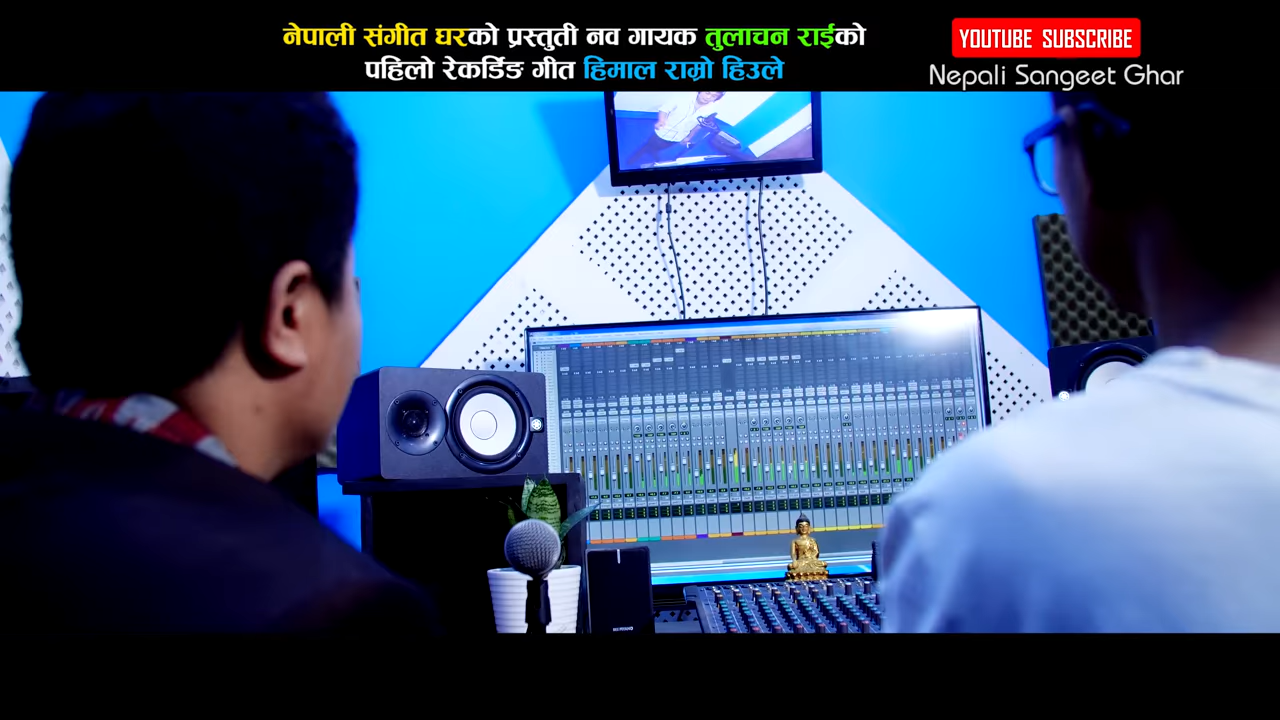 नेपाली संगीत घरको प्रस्तुती नव गायक तुलाचन राईको
पहिलो रेकर्डिङ गीत हिमाल राम्रो हिउले
YOUTUBE SUBSCRIBE
Nepali Sangeet Ghar